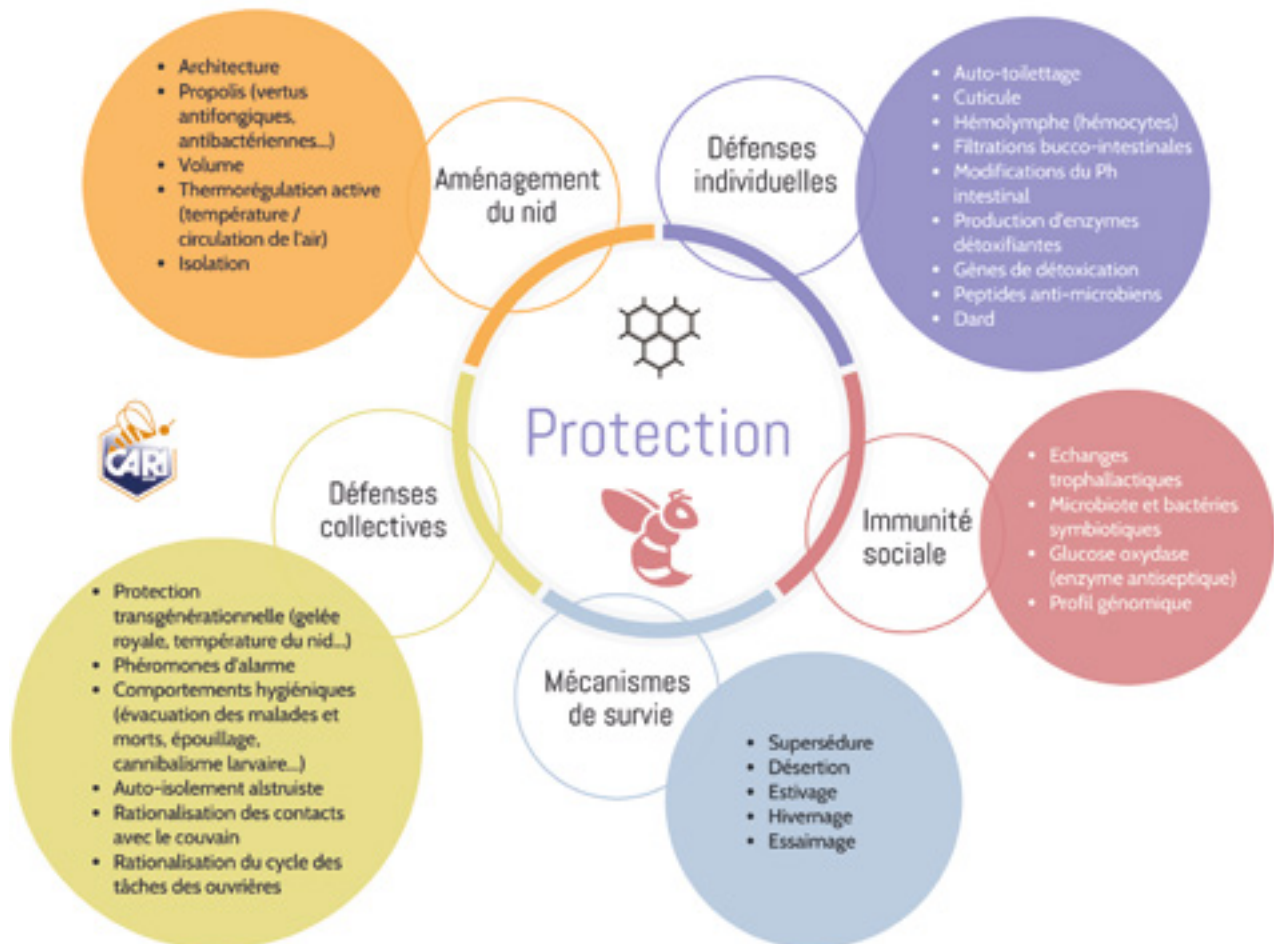 • Architecture
• Propolis (vertus
antifongiques,
antibactériennes...)
• Volume
• Thermorégulation active
(température /
circulation de l'air)
• Isolation
Aménagement
du nid
Défenses
individuelles
• Auto-toilettage
• Cuticule
• Hémolymphe (hémocytes)
• Filtrations bucco-intestinales
• Modifications du Ph
intestinal
• Production d'enzymes
détoxifiantes
• Gènes de détoxication
• Peptides anti-microbiens
• Dard
Protection
CARI
Défenses
collectives
Immunité
sociale
• Echanges
trophallactiques
• Microbiote et bactéries
symbiotiques
• Glucose oxydase
(enzyme antiseptique)
• Profil génomique
• Protection
transgénérationnelle (gelée
royale, température du nid...)
• Phéromones d'alarme
• Comportements hygiéniques
(évacuation des malades et
morts, épouillage,
cannibalisme larvaire...)
• Auto-isolement alstruiste
• Rationalisation des contacts
avec le couvain
• Rationalisation du cycle des
tâches des ouvrières
Mécanismes
de survie
• Supersédure
• Désertion
• Estivage
• Hivernage
• Essaimage